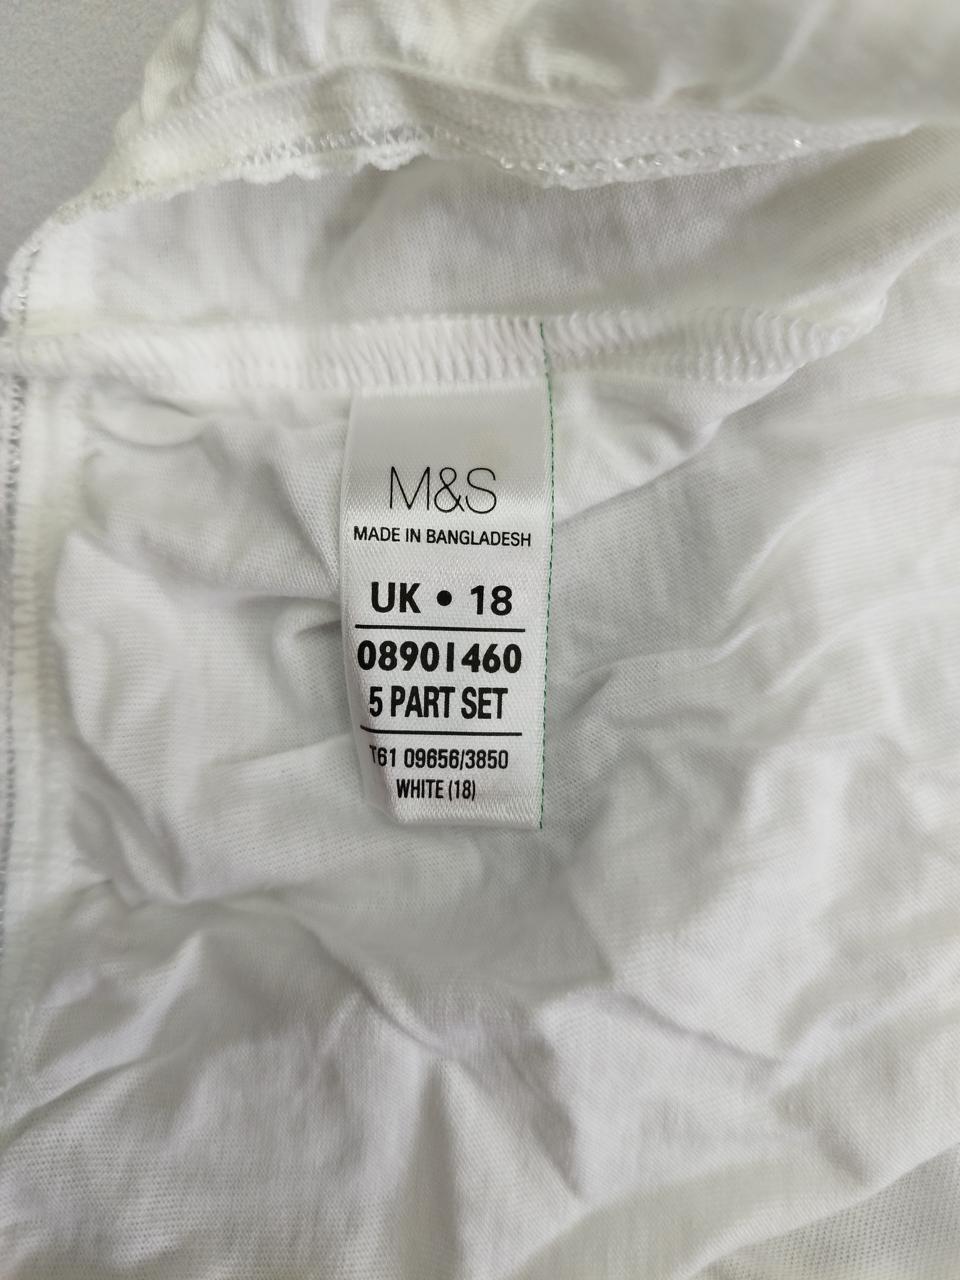 M&S
MADE IN BANGLADESH
UK • 18
08901460
5 PART SET
T61 09656/3850
WHITE (18)